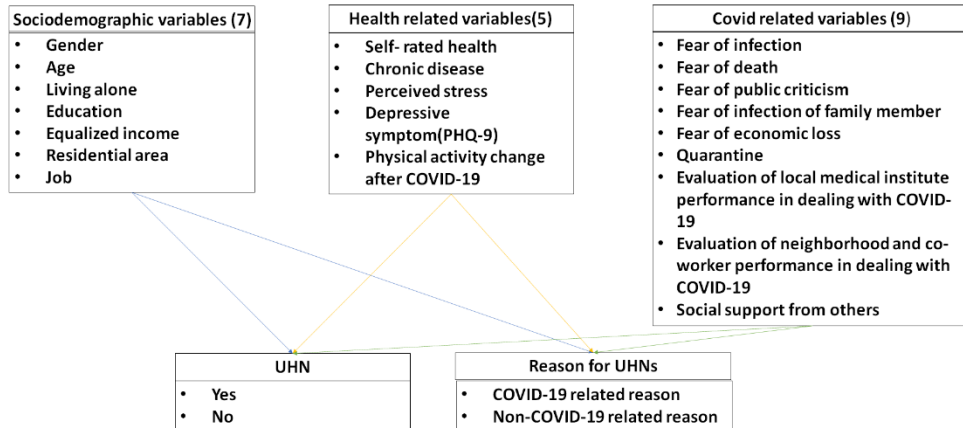 Sociodemographic variables (7)
• Gender
• Age
• Living alone
• Education
• Equalized income
• Residential area
• Job
Health related variables(5)
• Self- rated health
• Chronic disease
• Perceived stress
• Depressive
symptom(PHQ-9)
• Physical activity change
after COVID-19
Covid related variables (9)
• Fear of infection
• Fear of death
• Fear of public criticism
• Fear of infection of family member
• Fear of economic loss
• Quarantine
• Evaluation of local medical institute
performance in dealing with COVID-
19
• Evaluation of neighborhood and co-
worker performance in dealing with
COVID-19
• Social support from others
UHN
• Yes
• No
Reason for UHNs
• COVID-19 related reason
• Non-COVID-19 related reason